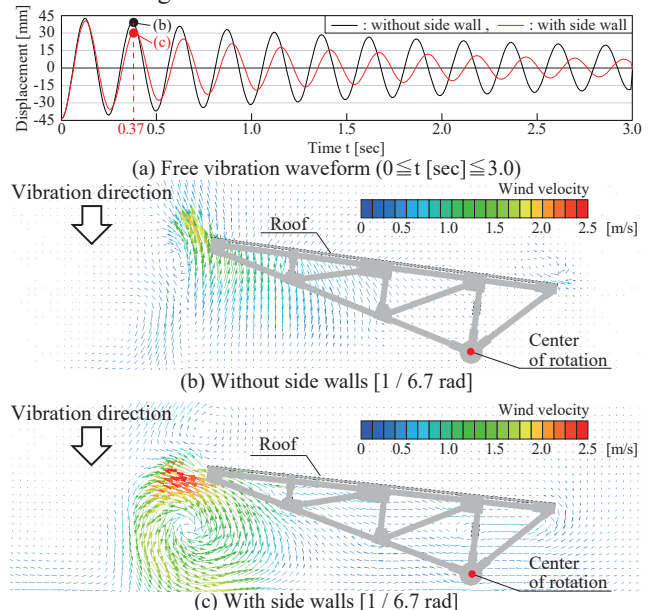 45
30
15
0
-15
-30
-45
Displacement [mm]
(b)
(c)
: without side wall , : with side wall
0 0.37 0.5 1.0 1.5 2.0 2.5 3.0
Time t [sec]
(a) Free vibration waveform (0≦t [sec]≦3.0)
Vibration direction
Wind velocity
0 0.5 1.0 1.5 2.0 2.5 [m/s]
Roof
Center
of rotation
(b) Without side walls [1 / 6.7 rad]
Vibration direction
Wind velocity
0 0.5 1.0 1.5 2.0 2.5 [m/s]
Roof
Center
of rotation
(c) With side walls [1 / 6.7 rad]